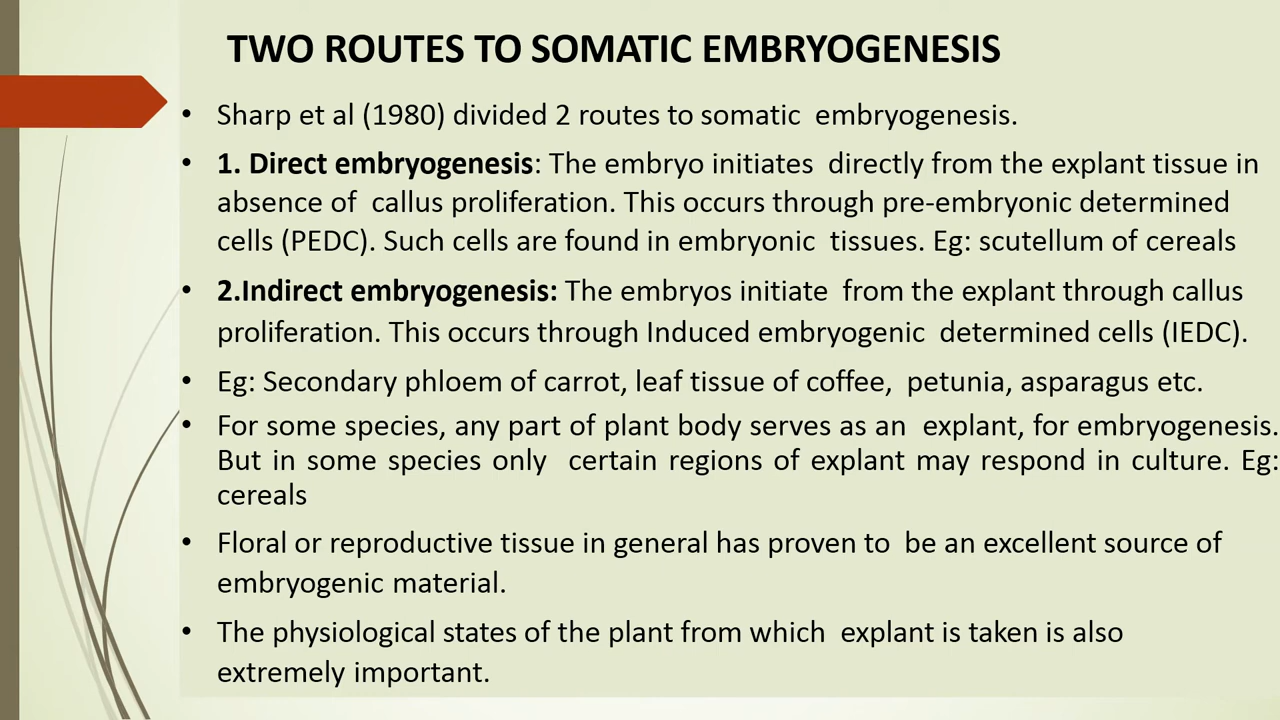 TWO ROUTES TO SOMATIC EMBRYOGENESIS
• Sharp et al (1980) divided 2 routes to somatic embryogenesis.
• 1. Direct embryogenesis: The embryo initiates directly from the explant tissue in
absence of callus proliferation. This occurs through pre-embryonic determined
cells (PEDC). Such cells are found in embryonic tissues. Eg: scutellum of cereals
• 2.Indirect embryogenesis: The embryos initiate from the explant through callus
proliferation. This occurs through Induced embryogenic determined cells (IEDC).
• Eg: Secondary phloem of carrot, leaf tissue of coffee, petunia, asparagus etc.
• For some species, any part of plant body serves as an explant, for embryogenesis.
But in some species only certain regions of explant may respond in culture. Eg:
cereals
• Floral or reproductive tissue in general has proven to be an excellent source of
embryogenic material.
• The physiological states of the plant from which explant is taken is also
extremely important.